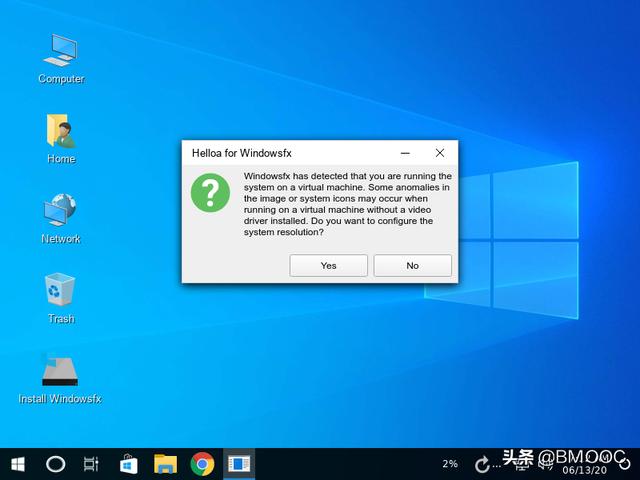 Computer
Home
Network
Trash
Install Windowsfx
Helloa for Windowsfx
Windowsfx has detected that you are running the
system on a virtual machine. Some anomalies in
the image or system icons may occur when
running on a virtual machine without a video
driver installed. Do you want to configure the
system resolution?
Yes
No
2%
头条 @BMOOC
06/13/20